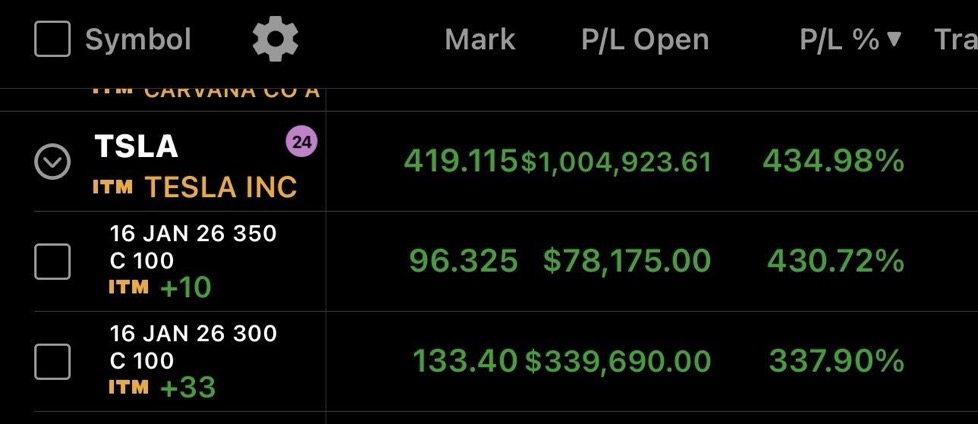 Symbol Mark P/L Open P/L % ▼ Tra
ITM CARVANA CO A
TSLA 24 419.115 $1,004,923.61 434.98%
ITM TESLA INC
16 JAN 26 350
C 100 96.325 $78,175.00 430.72%
ITM +10
16 JAN 26 300
C 100 133.40 $339,690.00 337.90%
ITM +33